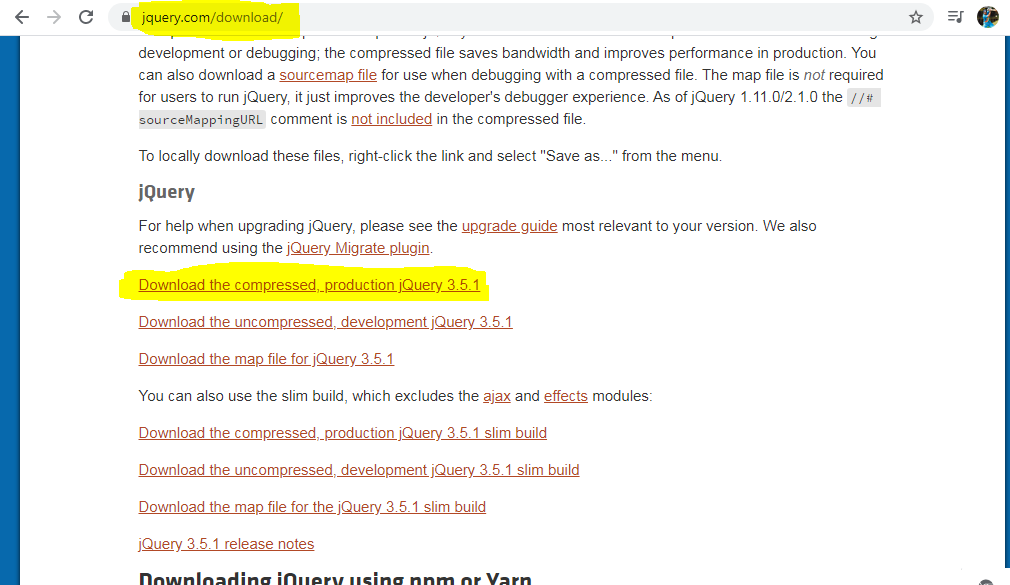 jquery.com/download/
development or debugging; the compressed file saves bandwidth and improves performance in production. You
can also download a sourcemap file for use when debugging with a compressed file. The map file is not required
for users to run jQuery, it just improves the developer's debugger experience. As of jQuery 1.11.0/2.1.0 the //#
sourceMappingURL comment is not included in the compressed file.
To locally download these files, right-click the link and select "Save as..." from the menu.
jQuery
For help when upgrading jQuery, please see the upgrade guide most relevant to your version. We also
recommend using the jQuery Migrate plugin.
Download the compressed, production jQuery 3.5.1
Download the uncompressed, development jQuery 3.5.1
Download the map file for jQuery 3.5.1
You can also use the slim build, which excludes the ajax and effects modules:
Download the compressed, production jQuery 3.5.1 slim build
Download the uncompressed, development jQuery 3.5.1 slim build
Download the map file for the jQuery 3.5.1 slim build
jQuery 3.5.1 release notes
Downloading jQuery using npm or Yarn